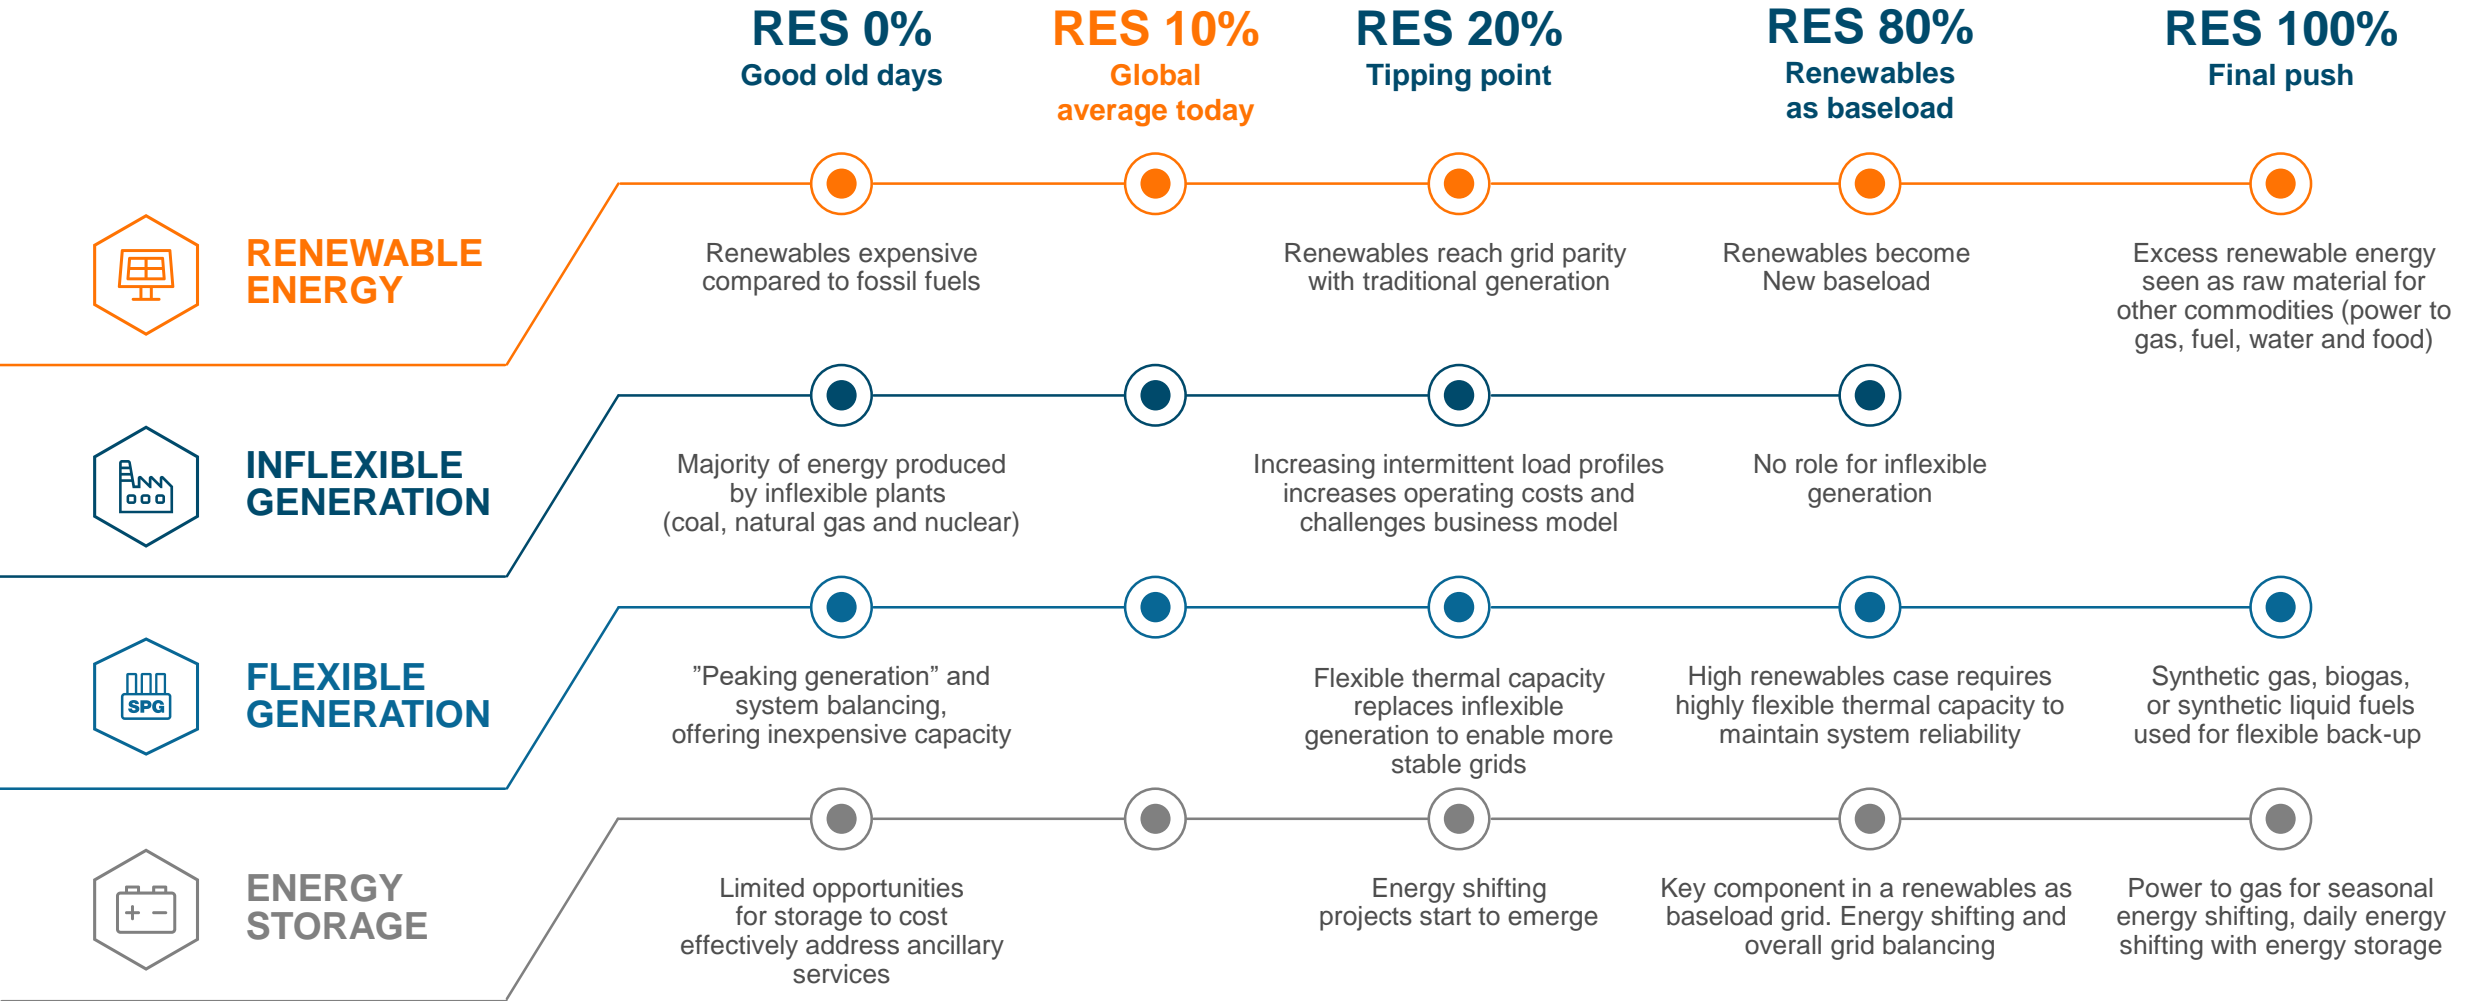 RES 0%
Good old days
RES 10%
Global
average today
RES 20%
Tipping point
RES 80%
Renewables
as baseload
RES 100%
Final push
RENEWABLE
ENERGY
Renewables expensive
compared to fossil fuels
Renewables reach grid parity
with traditional generation
Renewables become
New baseload
Excess renewable energy
seen as raw material for
other commodities (power to
gas, fuel, water and food)
INFLEXIBLE
GENERATION
Majority of energy produced
by inflexible plants
(coal, natural gas and nuclear)
Increasing intermittent load profiles
increases operating costs and
challenges business model
No role for inflexible
generation
SPG
FLEXIBLE
GENERATION
”Peaking generation” and
system balancing,
offering inexpensive capacity
Flexible thermal capacity
replaces inflexible
generation to enable more
stable grids
High renewables case requires
highly flexible thermal capacity to
maintain system reliability
Synthetic gas, biogas,
or synthetic liquid fuels
used for flexible back-up
ENERGY
STORAGE
Limited opportunities
for storage to cost
effectively address ancillary
services
Energy shifting
projects start to emerge
Key component in a renewables as
baseload grid. Energy shifting and
overall grid balancing
Power to gas for seasonal
energy shifting, daily energy
shifting with energy storage